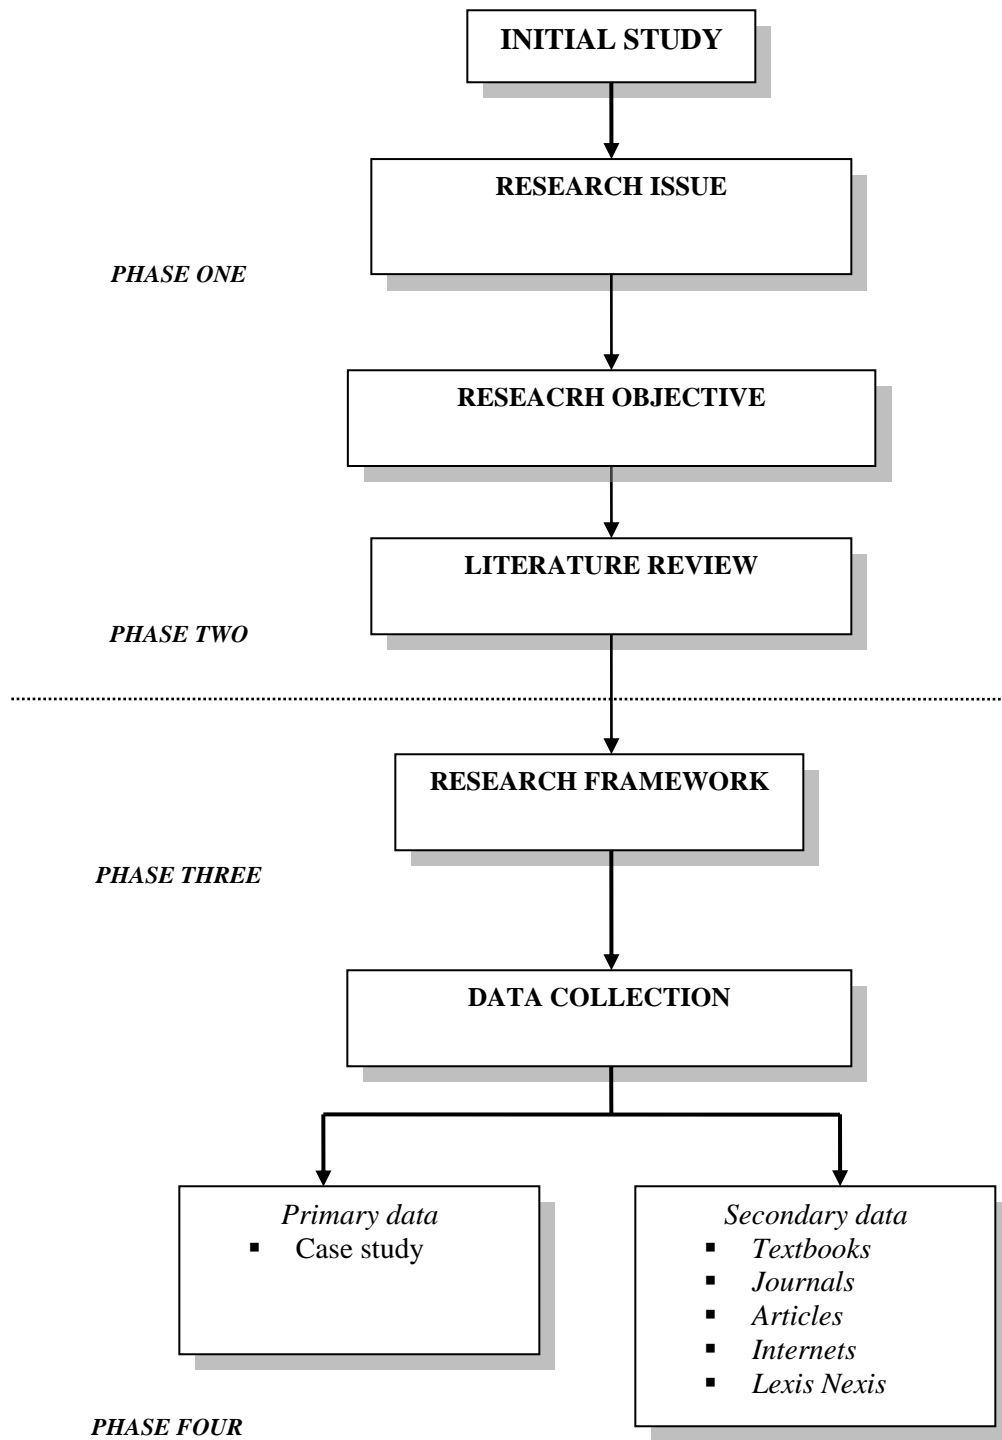 INITIAL STUDY
RESEARCH ISSUE
PHASE ONE
RESEACRH OBJECTIVE
LITERATURE REVIEW
PHASE TWO
RESEARCH FRAMEWORK
PHASE THREE
DATA COLLECTION
Primary data
▪ Case study
Secondary data
▪ Textbooks
▪ Journals
▪ Articles
▪ Internets
▪ Lexis Nexis
PHASE FOUR